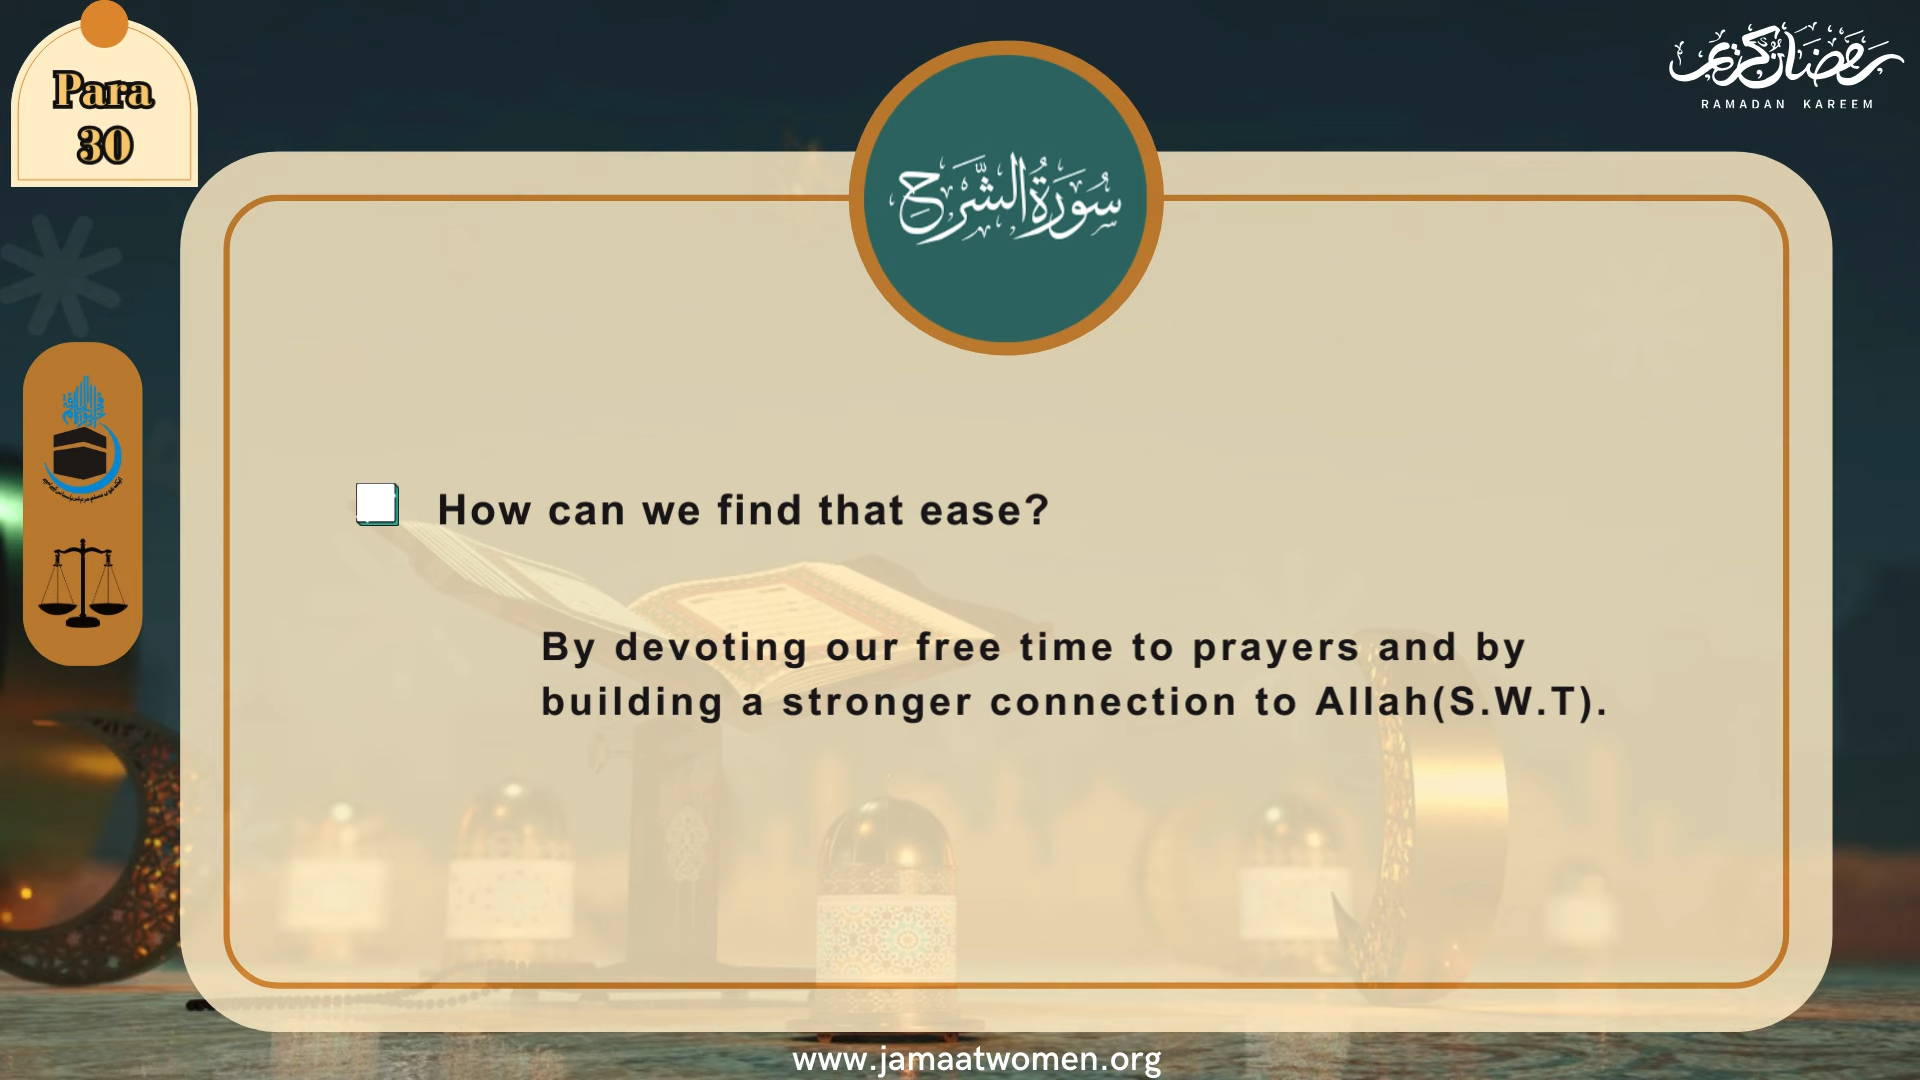 Para
30
رمضان كريم
RAMADAN KAREEM
سُورَةُ الشَّرْحِ
How can we find that ease?
By devoting our free time to prayers and by
building a stronger connection to Allah(S.W.T).
www.jamaatwomen.org